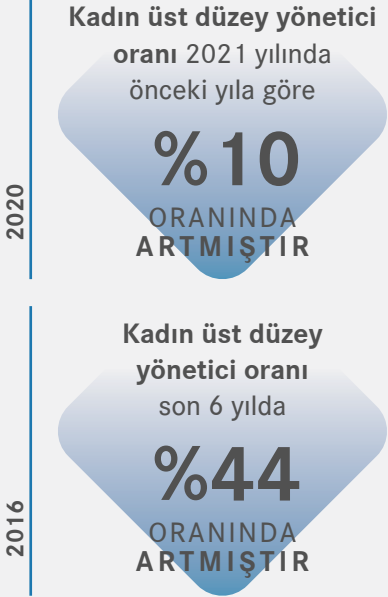 Kadın üst düzey yönetici
oranı 2021 yılında
önceki yıla göre
%10
ORANINDA
ARTMIŞTIR
2020
Kadın üst düzey
yönetici oranı
son 6 yılda
%44
ORANINDA
ARTMIŞTIR
2016